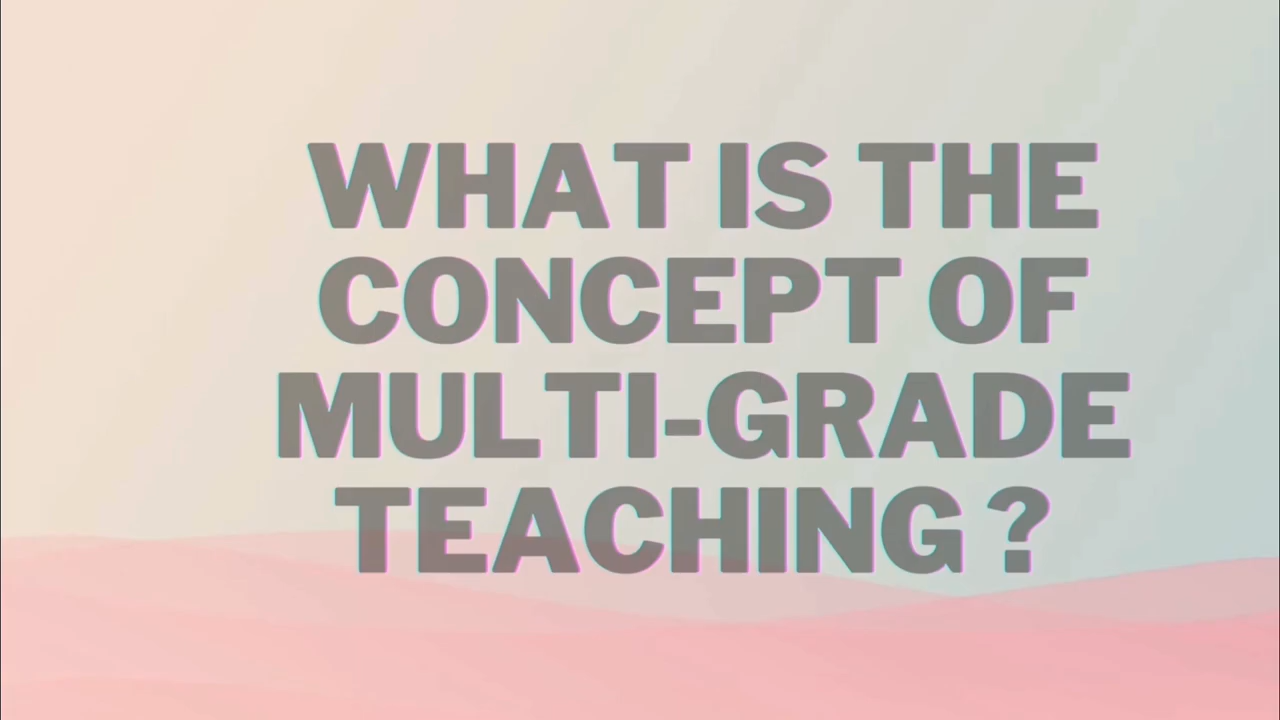 WHAT IS THE
CONCEPT OF
MULTI-GRADE
TEACHING ?